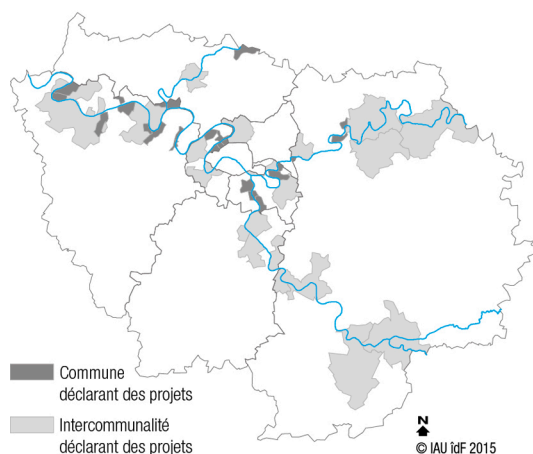 Commune
déclarant des projets
Intercommunalité
déclarant des projets
N
© IAU îdF 2015